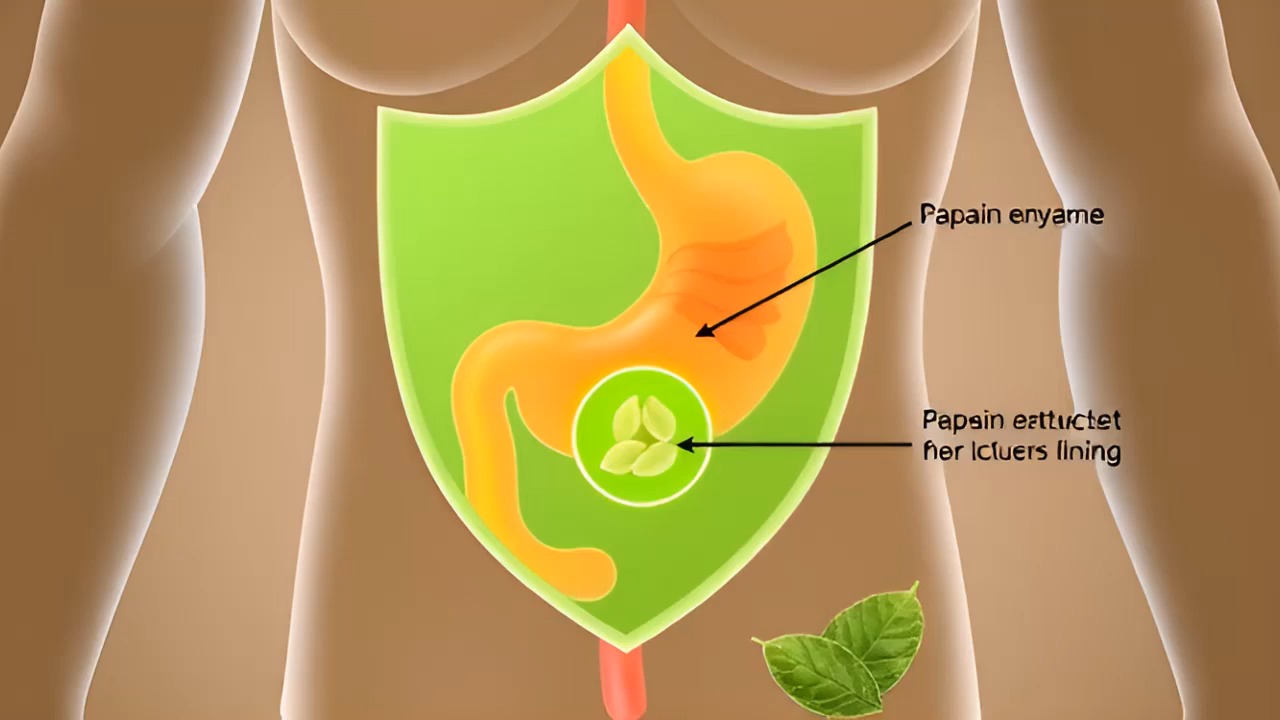 Papain enyame
Papain eattuctet
her lcluers lining